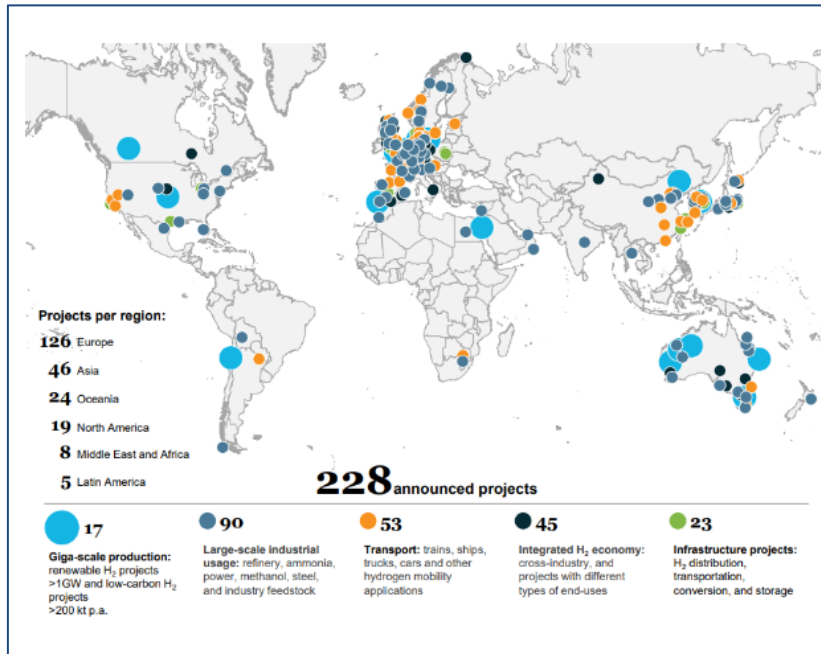 Projects per region:
126 Europe
46 Asia
24 Oceania
19 North America
8 Middle East and Africa
5 Latin America
228 announced projects
17
Giga-scale production:
renewable H₂ projects
>1GW and low-carbon H₂
projects
>200 kt p.a.
90
Large-scale industrial
usage: refinery, ammonia,
power, methanol, steel,
and industry feedstock
53
Transport: trains, ships,
trucks, cars and other
hydrogen mobility
applications
45
Integrated H₂ economy:
cross-industry, and
projects with different
types of end-uses
23
Infrastructure projects:
H₂ distribution,
transportation,
conversion, and storage